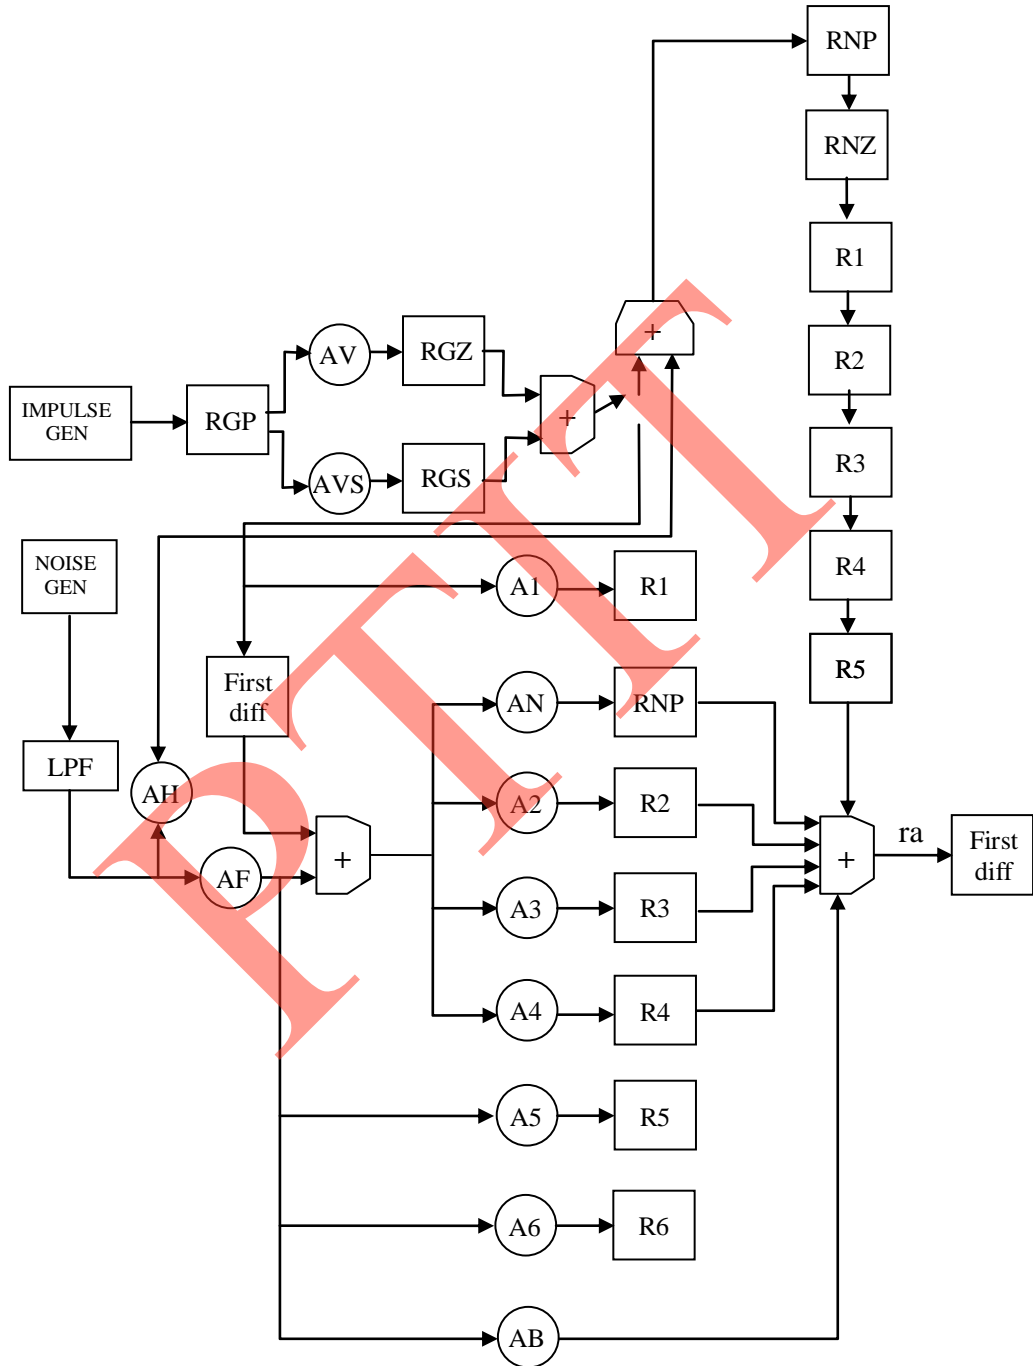 RNP
RNZ
R1
+
R2
AV
RGZ
IMPULSE
GEN
RGP
+
AVS
RGS
R3
NOISE
GEN
A1
R1
R4
First
diff
AN
RNP
R5
LPF
AH
A2
R2
+
AF
+
ra
First
diff
A3
R3
A4
R4
A5
R5
A6
R6
AB
PTIT